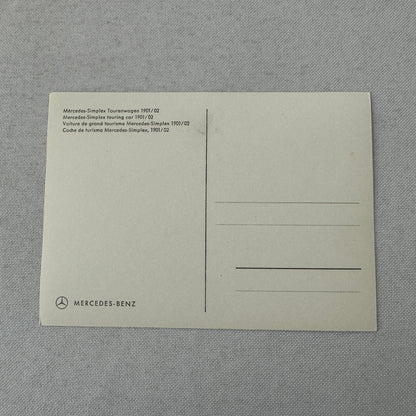 Mercedes-Simplex Tourenwagen 1901/02
Mercedes-Simplex touring car 1901/02
Voiture de grand tourisme Mercedes-Simplex 1901/02
Coche de turismo Mercedes-Simplex, 1901/02
MERCEDES-BENZ